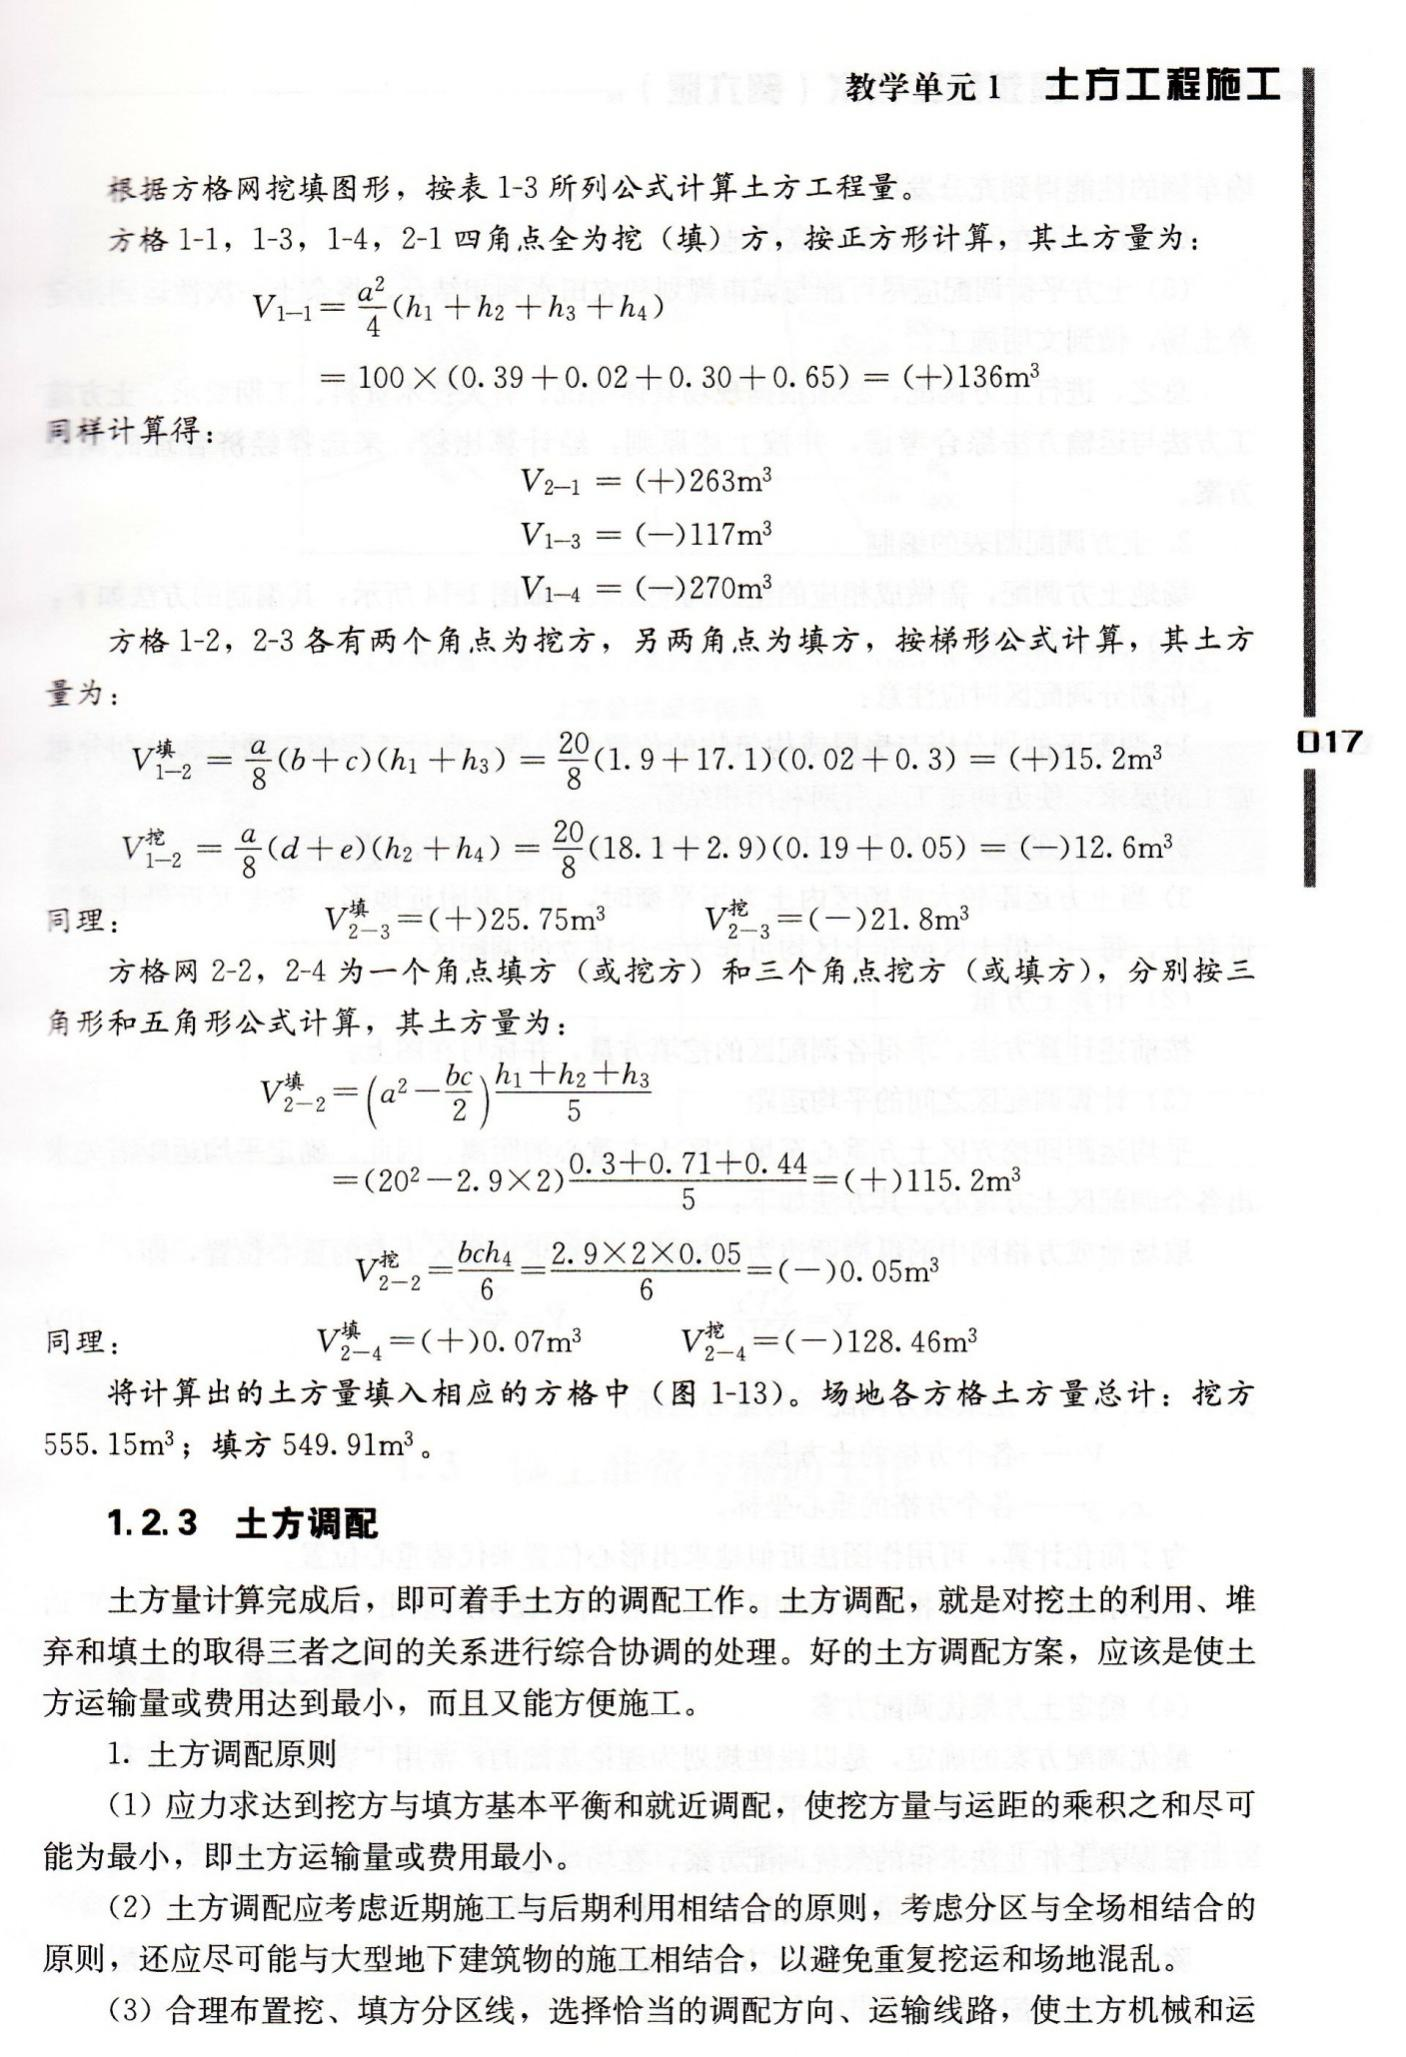 教学单元1 土方工程施工
根据方格网挖填图形，按表1-3所列公式计算土方工程量。
方格1-1，1-3，1-4，2-1四角点全为挖（填）方，按正方形计算，其土方量为：
V₁₋₁＝a²/4(h₁＋h₂＋h₃＋h₄)
＝100×(0.39＋0.02＋0.30＋0.65)＝(＋)136m³
同样计算得：
V₂₋₁＝(＋)263m³
V₁₋₃＝(－)117m³
V₁₋₄＝(－)270m³
方格1-2，2-3各有两个角点为挖方，另两角点为填方，按梯形公式计算，其土方
量为：
V填₁₋₂＝a/8(b＋c)(h₁＋h₃)＝20/8(1.9＋17.1)(0.02＋0.3)＝(＋)15.2m³
017
V挖₁₋₂＝a/8(d＋e)(h₂＋h₄)＝20/8(18.1＋2.9)(0.19＋0.05)＝(－)12.6m³
同理： V填₂₋₃＝(＋)25.75m³ V挖₂₋₃＝(－)21.8m³
方格网2-2，2-4为一个角点填方（或挖方）和三个角点挖方（或填方），分别按三
角形和五角形公式计算，其土方量为：
V填₂₋₂＝(a²－bc/2)(h₁＋h₂＋h₃)/5
＝(20²－2.9×2)(0.3＋0.71＋0.44)/5＝(＋)115.2m³
V挖₂₋₂＝bch₄/6＝2.9×2×0.05/6＝(－)0.05m³
同理： V填₂₋₄＝(＋)0.07m³ V挖₂₋₄＝(－)128.46m³
将计算出的土方量填入相应的方格中（图1-13）。场地各方格土方量总计：挖方
555.15m³；填方549.91m³。
1.2.3 土方调配
土方量计算完成后，即可着手土方的调配工作。土方调配，就是对挖土的利用、堆
弃和填土的取得三者之间的关系进行综合协调的处理。好的土方调配方案，应该是使土
方运输量或费用达到最小，而且又能方便施工。
1. 土方调配原则
（1）应力求达到挖方与填方基本平衡和就近调配，使挖方量与运距的乘积之和尽可
能为最小，即土方运输量或费用最小。
（2）土方调配应考虑近期施工与后期利用相结合的原则，考虑分区与全场相结合的
原则，还应尽可能与大型地下建筑物的施工相结合，以避免重复挖运和场地混乱。
（3）合理布置挖、填方分区线，选择恰当的调配方向、运输线路，使土方机械和运